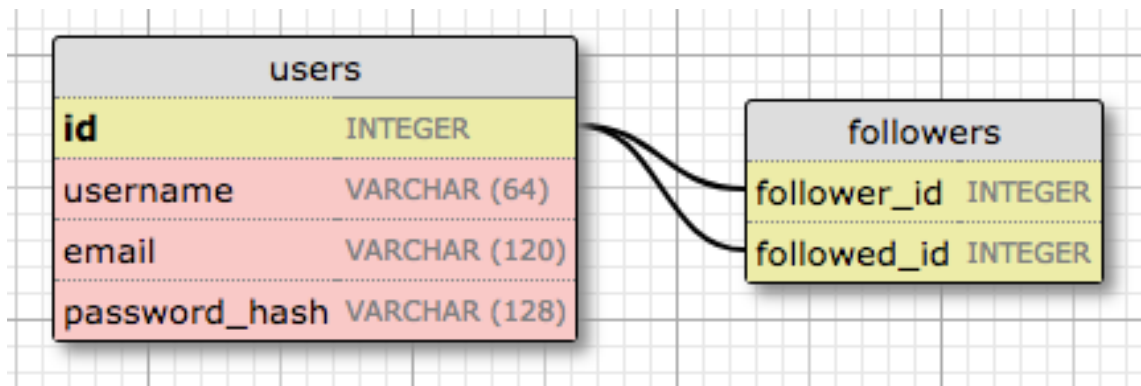 users
id INTEGER
username VARCHAR (64)
email VARCHAR (120)
password_hash VARCHAR (128)
followers
follower_id INTEGER
followed_id INTEGER